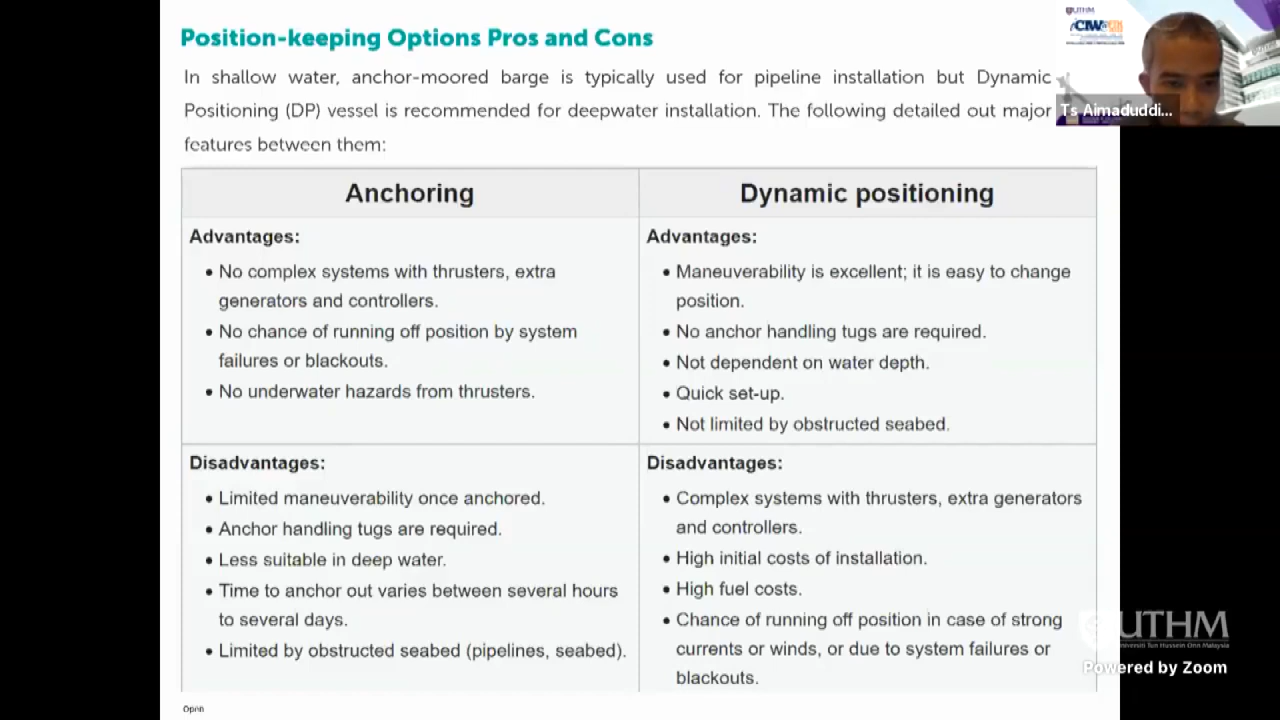 Position-keeping Options Pros and Cons
In shallow water, anchor-moored barge is typically used for pipeline installation but Dynamic
Positioning (DP) vessel is recommended for deepwater installation. The following detailed out major
features between them:
Anchoring
Advantages:
• No complex systems with thrusters, extra
generators and controllers.
• No chance of running off position by system
failures or blackouts.
• No underwater hazards from thrusters.
Disadvantages:
• Limited maneuverability once anchored.
• Anchor handling tugs are required.
• Less suitable in deep water.
• Time to anchor out varies between several hours
to several days.
• Limited by obstructed seabed (pipelines, seabed).
Dynamic positioning
Advantages:
• Maneuverability is excellent; it is easy to change
position.
• No anchor handling tugs are required.
• Not dependent on water depth.
• Quick set-up.
• Not limited by obstructed seabed.
Disadvantages:
• Complex systems with thrusters, extra generators
and controllers.
• High initial costs of installation.
• High fuel costs.
• Chance of running off position in case of strong
currents or winds, or due to system failures or
blackouts.
Open
UTHM
Ts Aimaduddi...
UTHM
Universiti Tun Hussein Onn Malaysia
Powered by Zoom